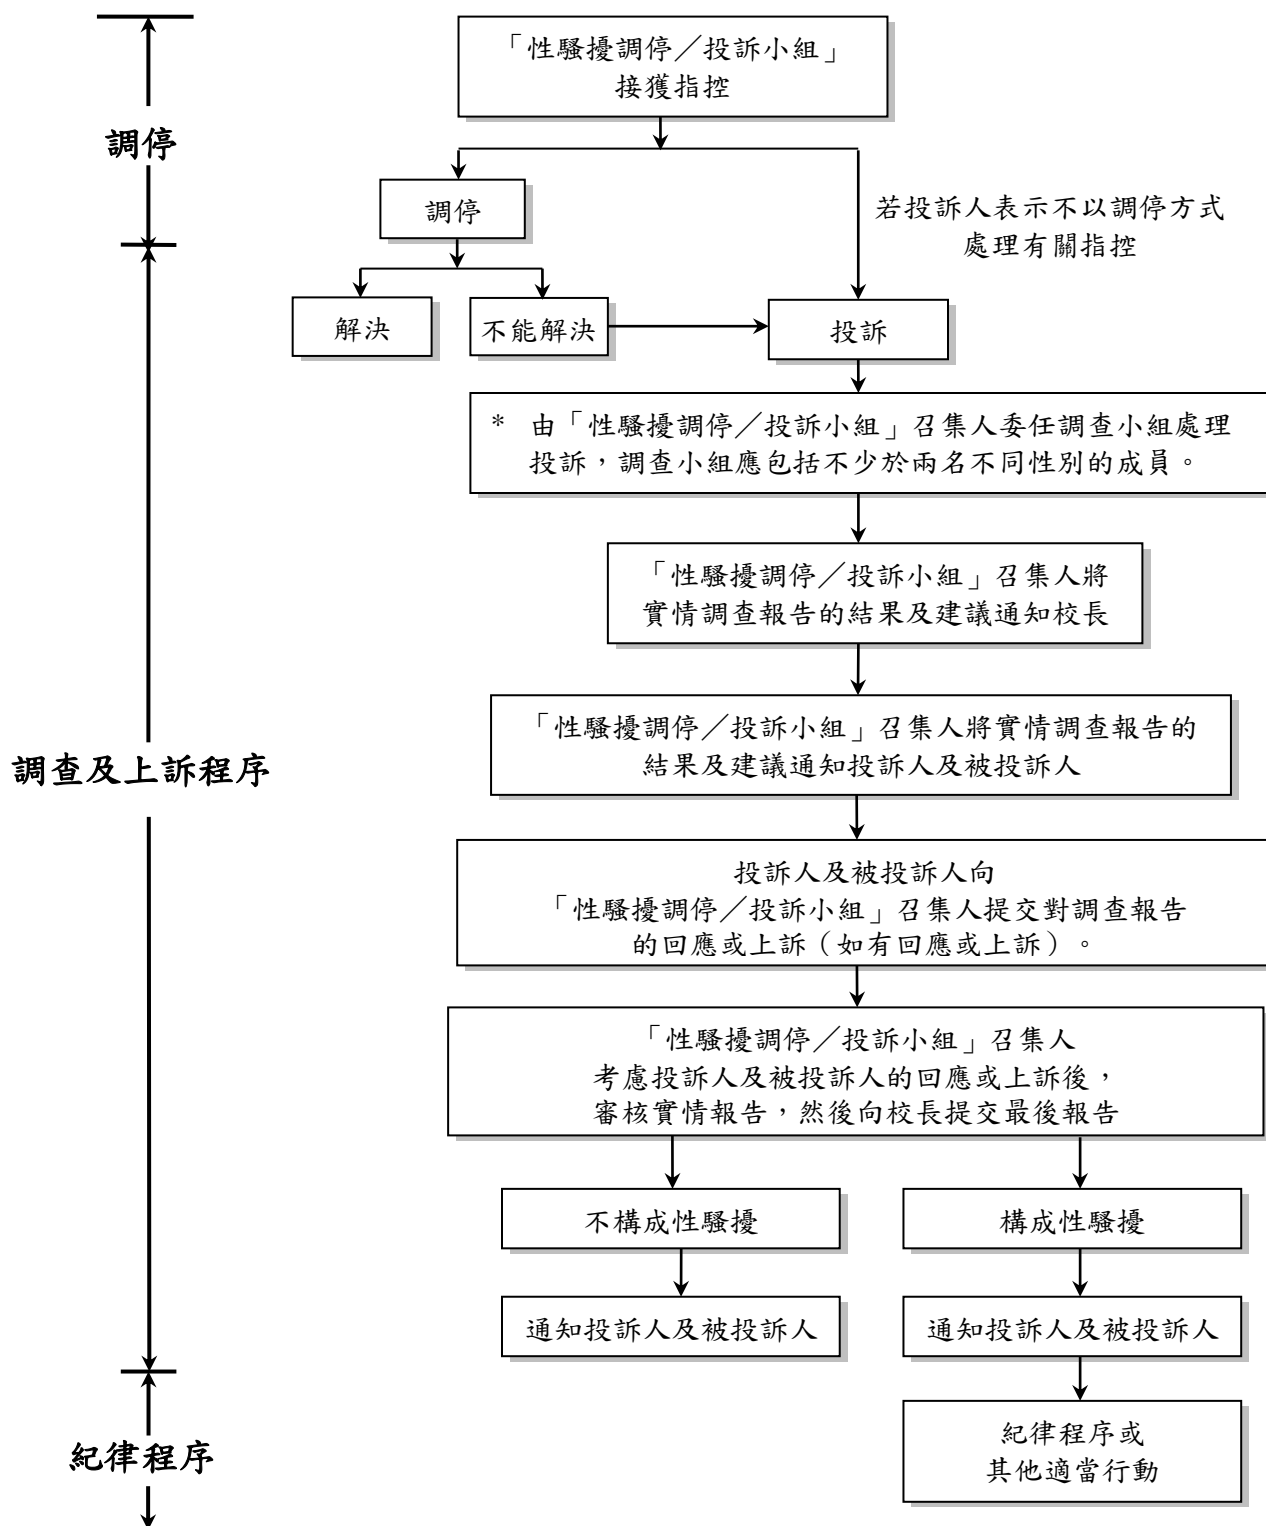 「性騷擾調停／投訴小組」
接獲指控
調停
調停
若投訴人表示不以調停方式
處理有關指控
解決
不能解決
投訴
* 由「性騷擾調停／投訴小組」召集人委任調查小組處理
投訴，調查小組應包括不少於兩名不同性別的成員。
「性騷擾調停／投訴小組」召集人將
實情調查報告的結果及建議通知校長
「性騷擾調停／投訴小組」召集人將實情調查報告的
結果及建議通知投訴人及被投訴人
調查及上訴程序
投訴人及被投訴人向
「性騷擾調停／投訴小組」召集人提交對調查報告
的回應或上訴（如有回應或上訴）。
「性騷擾調停／投訴小組」召集人
考慮投訴人及被投訴人的回應或上訴後，
審核實情報告，然後向校長提交最後報告
不構成性騷擾
構成性騷擾
通知投訴人及被投訴人
通知投訴人及被投訴人
紀律程序
紀律程序或
其他適當行動